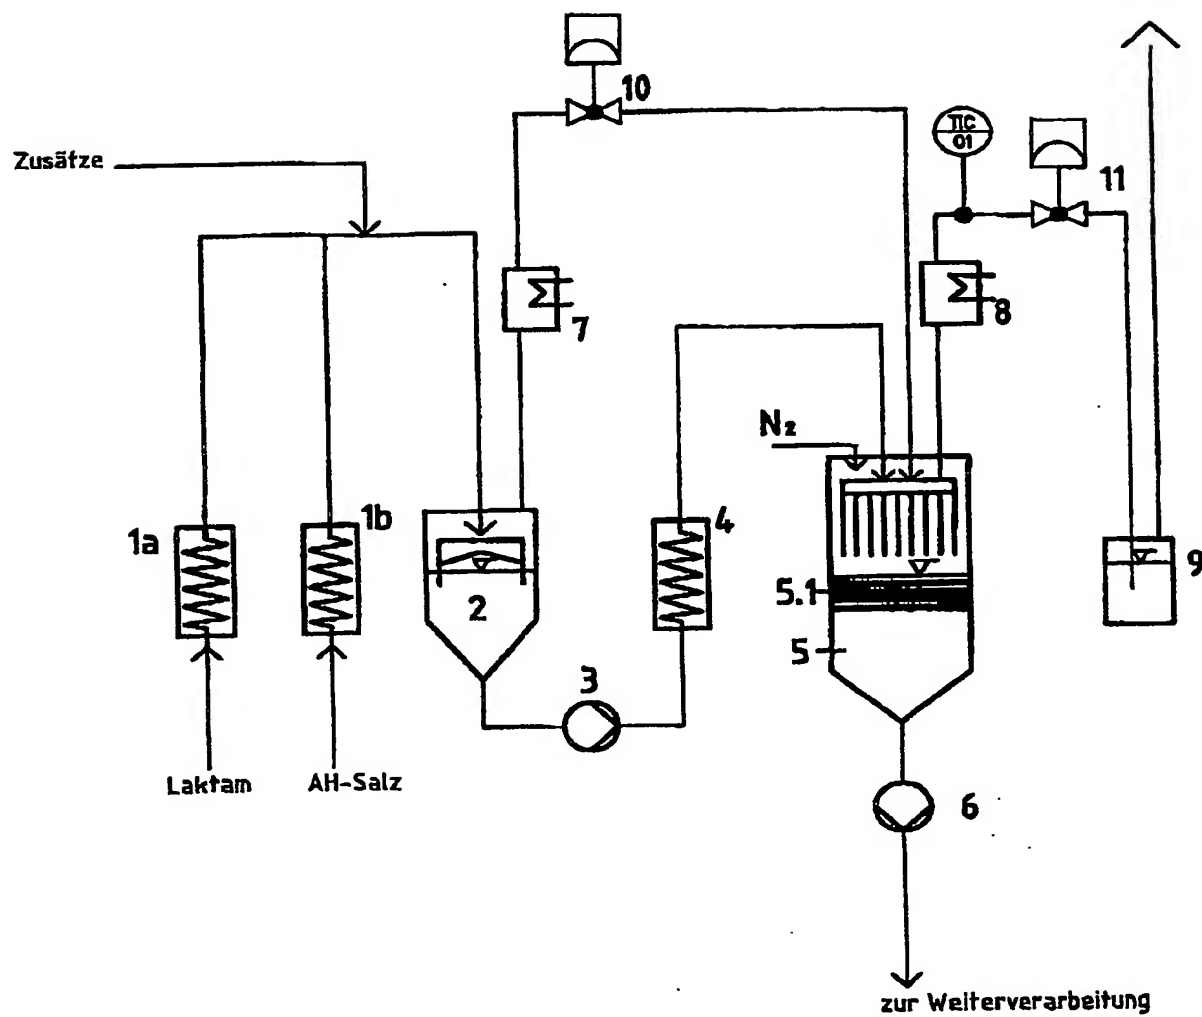 10
Zusätze
TIC
01
11
7
8
N₂
1a
1b
4
9
2
5.1
5
3
Laktam
AH-Salz
6
zur Weiterverarbeitung